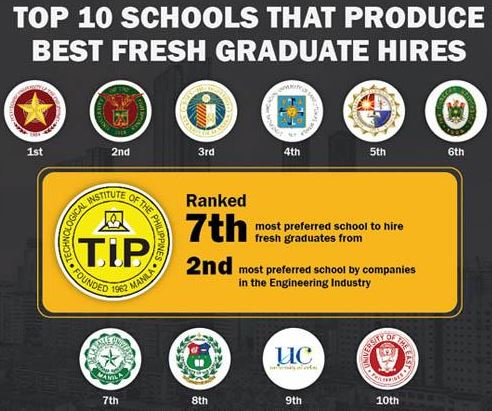 TOP 10 SCHOOLS THAT PRODUCE
BEST FRESH GRADUATE HIRES
1st
2nd
3rd
4th
5th
6th
TECHNOLOGICAL INSTITUTE OF THE PHILIPPINES
T.I.P.
FOUNDED 1962 MANILA
Ranked
7th most preferred school to hire
fresh graduates from
2nd most preferred school by companies
in the Engineering Industry
MANILA
UC
UNIVERSITY OF THE EAST
PHILIPPINES
7th
8th
9th
10th